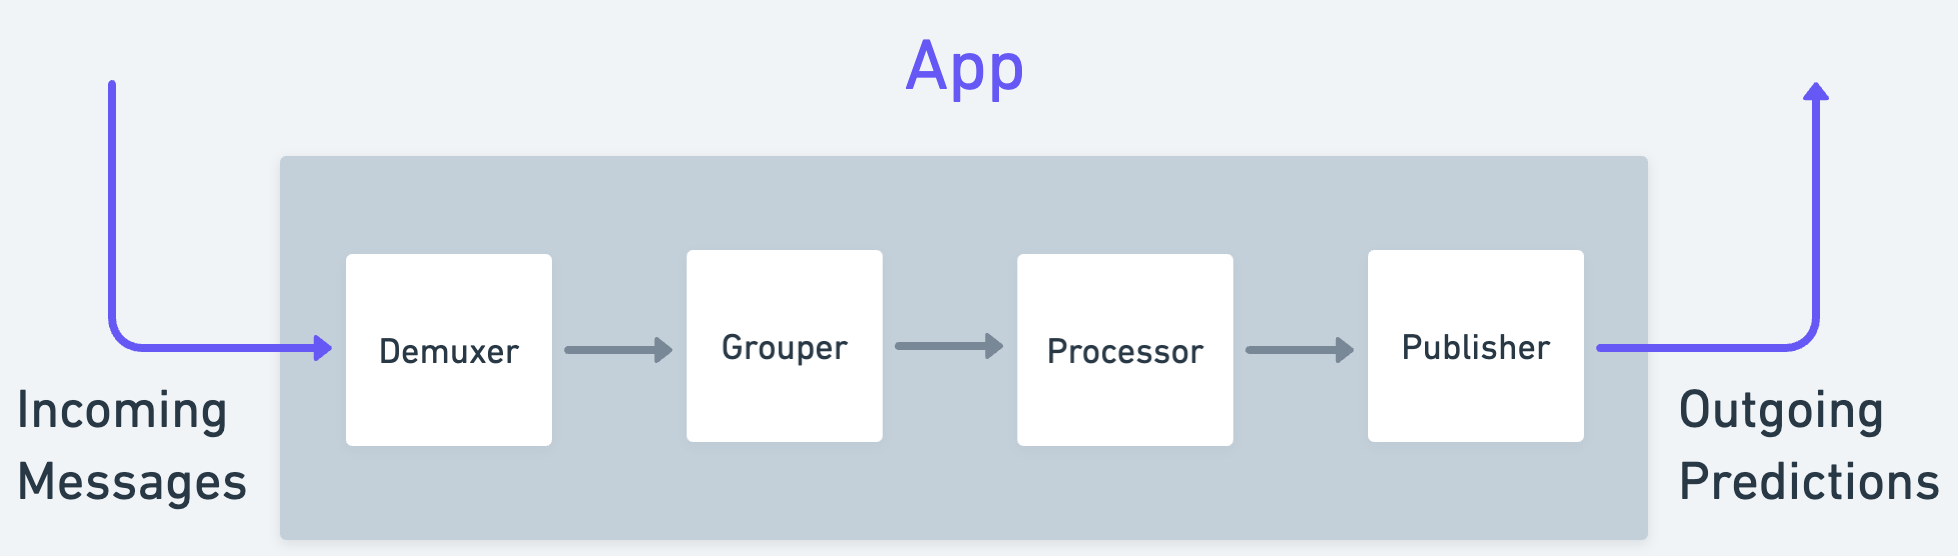 App
Demuxer
Grouper
Processor
Publisher
Incoming
Messages
Outgoing
Predictions